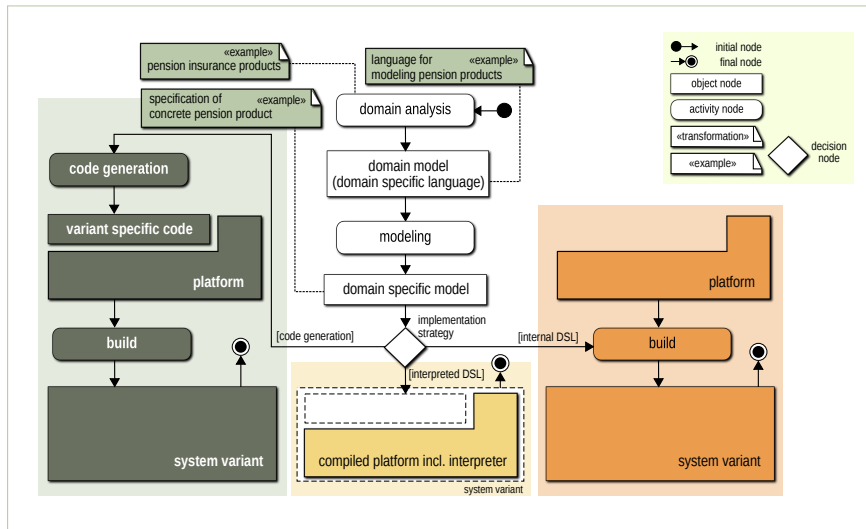 «example»
pension insurance products
language for «example»
modeling pension products
specification of «example»
concrete pension product
domain analysis
initial node
final node
object node
activity node
«transformation»
«example»
decision
node
code generation
domain model
(domain specific language)
variant specific code
modeling
platform
domain specific model
platform
implementation
strategy
[code generation]
[internal DSL]
build
build
[interpreted DSL]
system variant
compiled platform incl. interpreter
system variant
system variant